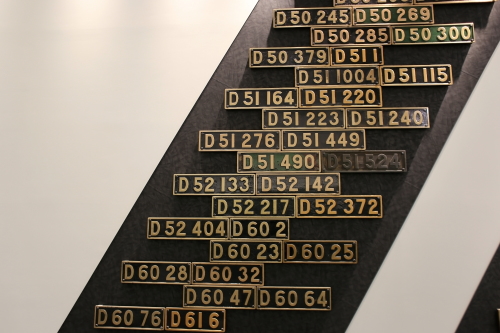 D50 245 D50 269
D50 285 D50 300
D50 379 D51 1
D51 1004 D51 115
D51 164 D51 220
D51 223 D51 240
D51 276 D51 449
D51 490 D51 524
D52 133 D52 142
D52 217 D52 372
D52 404 D60 2
D60 23 D60 25
D60 28 D60 32
D60 47 D60 64
D60 76 D61 6